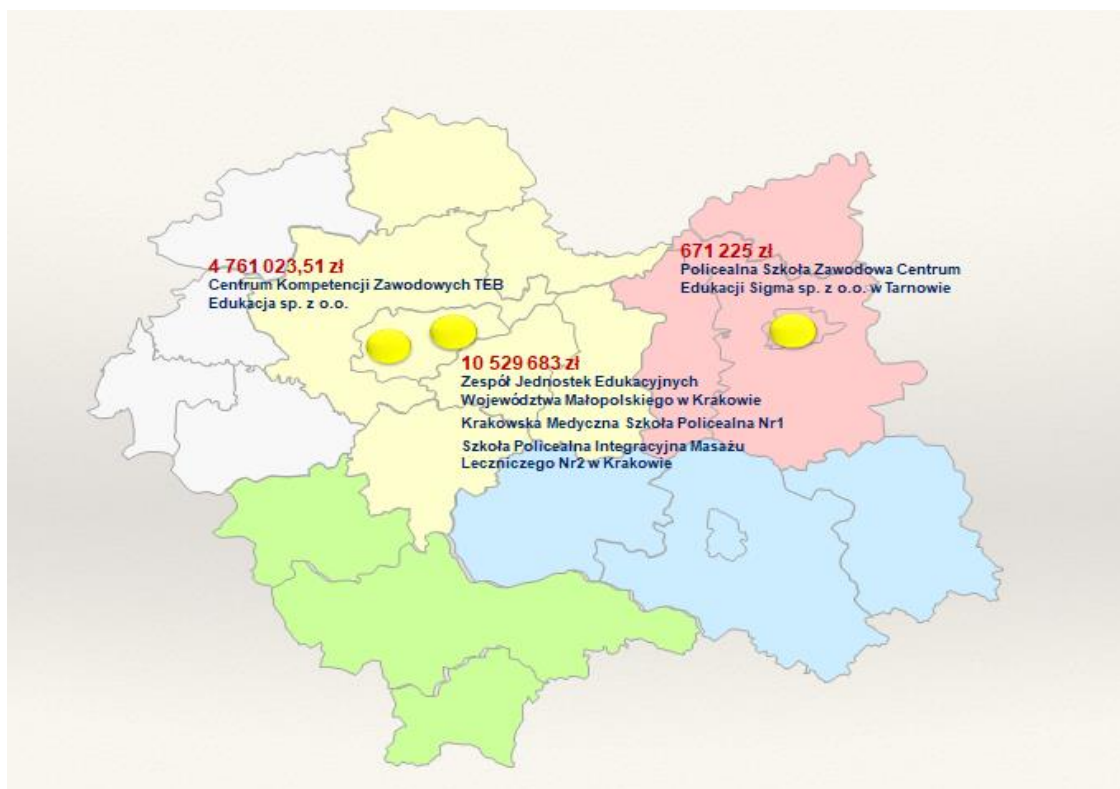 4 761 023,51 zł
Centrum Kompetencji Zawodowych TEB
Edukacja sp. z o.o.
671 225 zł
Policealna Szkoła Zawodowa Centrum
Edukacji Sigma sp. z o.o. w Tarnowie
10 529 683 zł
Zespół Jednostek Edukacyjnych
Województwa Małopolskiego w Krakowie
Krakowska Medyczna Szkoła Policealna Nr1
Szkoła Policealna Integracyjna Masażu
Leczniczego Nr2 w Krakowie